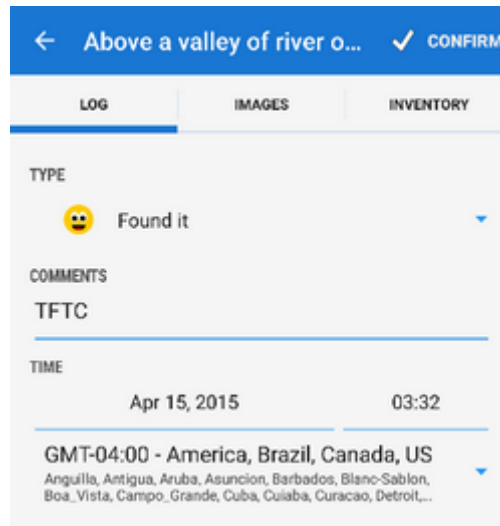 Above a valley of river o... CONFIRM
LOG IMAGES INVENTORY
TYPE
Found it
COMMENTS
TFTC
TIME
Apr 15, 2015 03:32
GMT-04:00 - America, Brazil, Canada, US
Anguilla, Antigua, Aruba, Asuncion, Barbados, Blanc-Sablon,
Boa_Vista, Campo_Grande, Cuba, Cuiaba, Curacao, Detroit,...